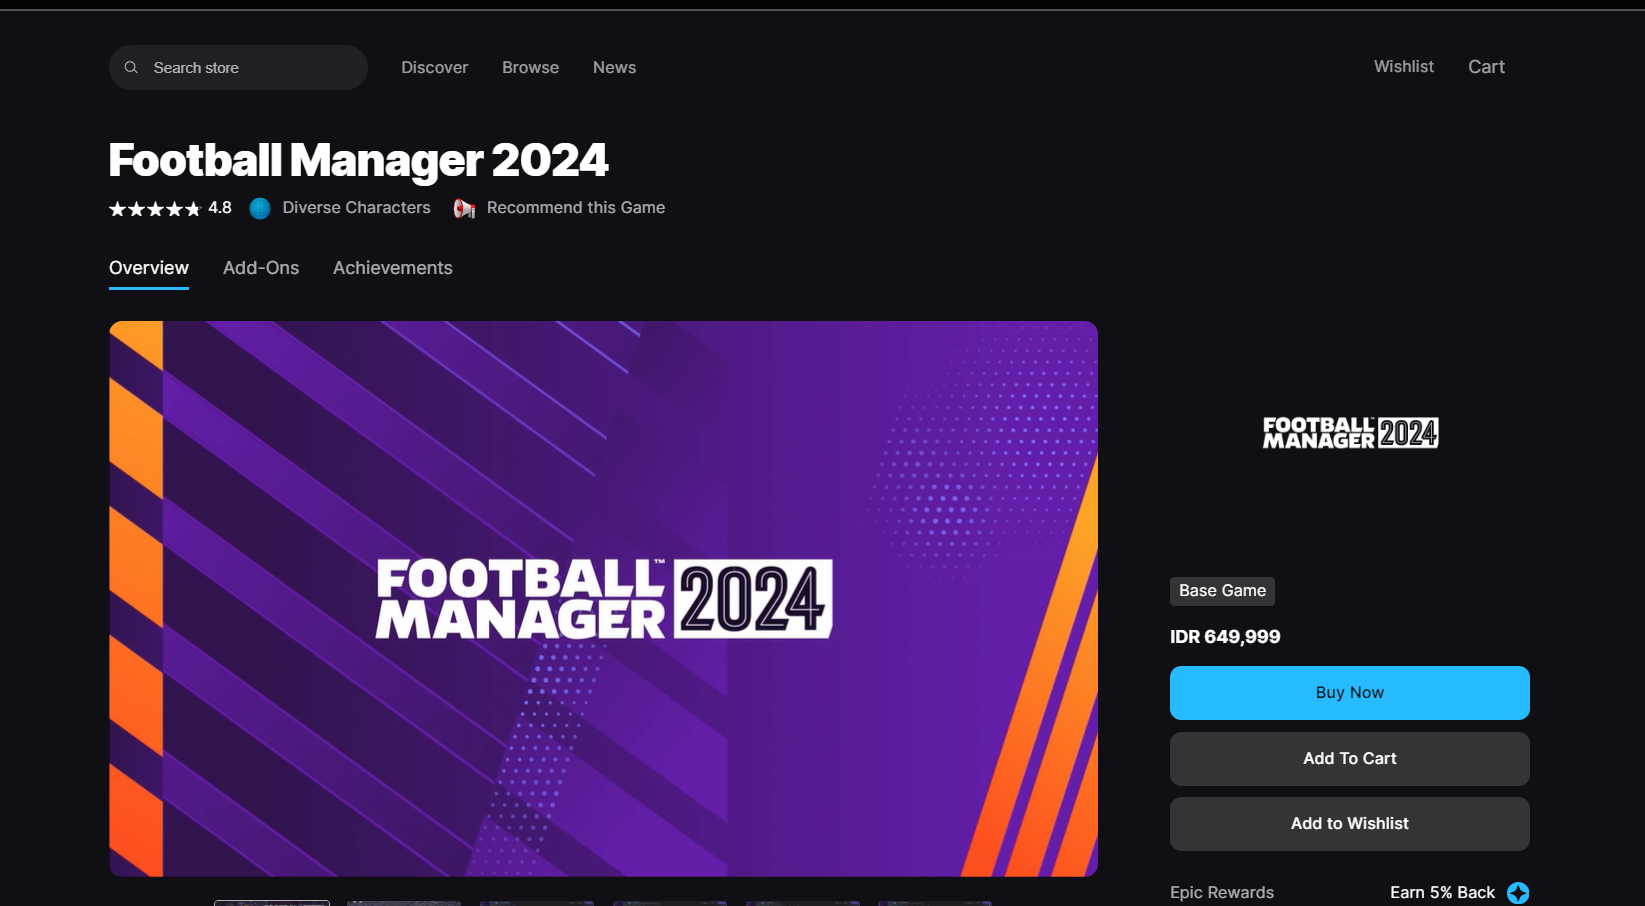 Search store
Discover
Browse
News
Wishlist
Cart
Football Manager 2024
4.8
Diverse Characters
Recommend this Game
Overview
Add-Ons
Achievements
FOOTBALL™
MANAGER 2024
FOOTBALL™
MANAGER 2024
Base Game
IDR 649,999
Buy Now
Add To Cart
Add to Wishlist
Epic Rewards
Earn 5% Back